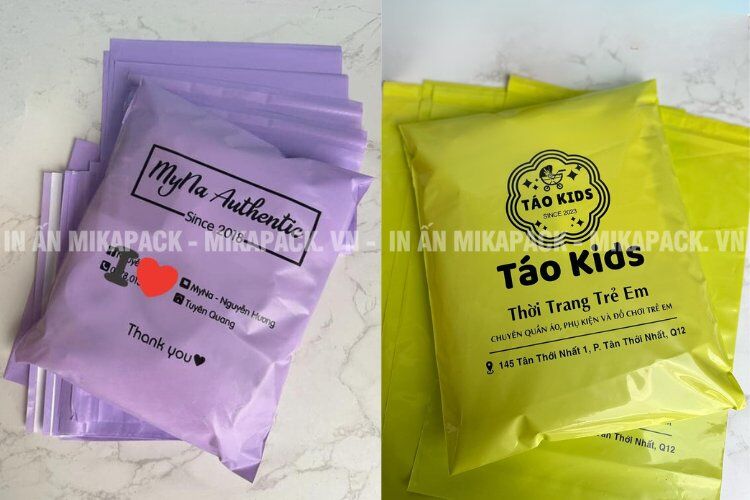 MyNa Authentic
Since 2018
I
MyNa - Nguyễn Hương
Tuyên Quang
Thank you
IN ẤN MIKAPACK - MIKAPACK. VN - IN ẤN MIKAPACK - MIKAPACK. VN
TÁO KIDS
SINCE 2023
Táo Kids
Thời Trang Trẻ Em
CHUYÊN QUẦN ÁO, PHỤ KIỆN VÀ ĐỒ CHƠI TRẺ EM
145 Tân Thới Nhất 1, P. Tân Thới Nhất, Q12
Tân Thới Nhất, Q12